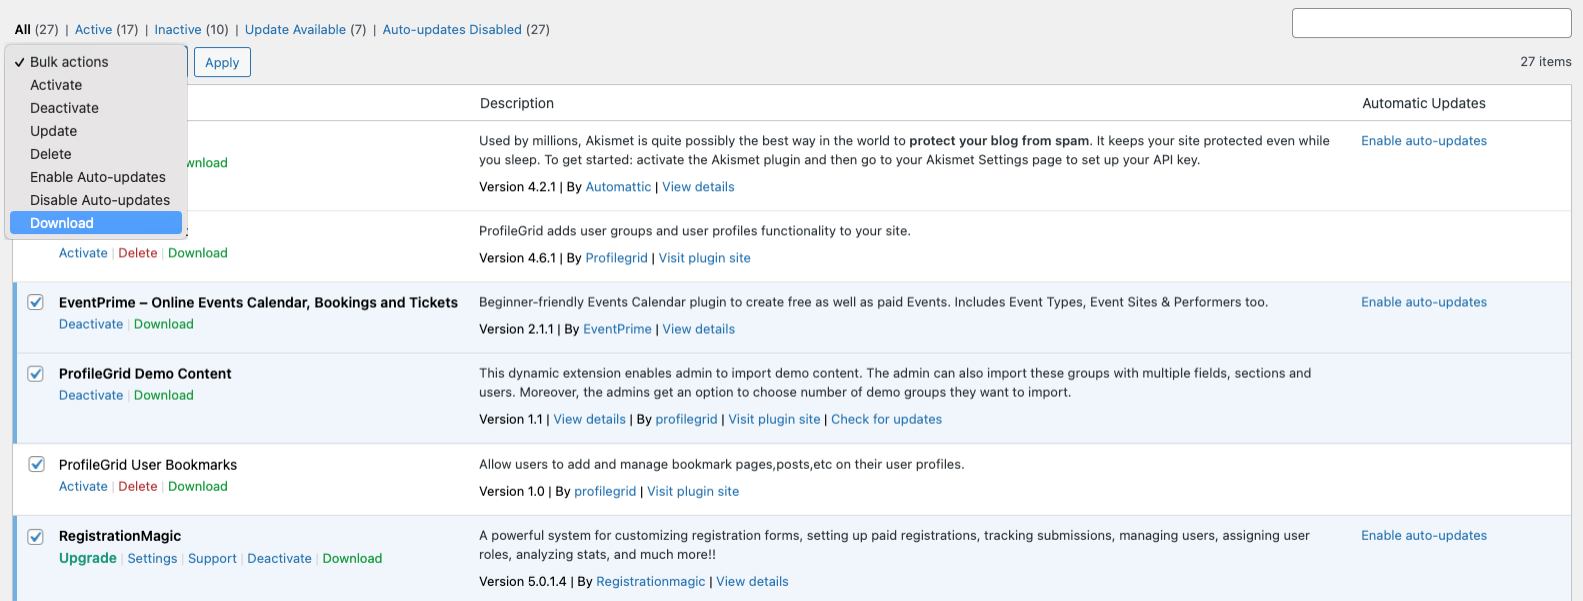 All (27) | Active (17) | Inactive (10) | Update Available (7) | Auto-updates Disabled (27)
✓ Bulk actions
Activate
Deactivate
Update
Delete
Enable Auto-updates
Disable Auto-updates
Download
Apply
27 items
Description
Automatic Updates
Used by millions, Akismet is quite possibly the best way in the world to protect your blog from spam. It keeps your site protected even while
you sleep. To get started: activate the Akismet plugin and then go to your Akismet Settings page to set up your API key.
Version 4.2.1 | By Automattic | View details
Enable auto-updates
ProfileGrid adds user groups and user profiles functionality to your site.
Activate | Delete | Download
Version 4.6.1 | By Profilegrid | Visit plugin site
EventPrime – Online Events Calendar, Bookings and Tickets
Deactivate | Download
Beginner-friendly Events Calendar plugin to create free as well as paid Events. Includes Event Types, Event Sites & Performers too.
Version 2.1.1 | By EventPrime | View details
Enable auto-updates
ProfileGrid Demo Content
Deactivate | Download
This dynamic extension enables admin to import demo content. The admin can also import these groups with multiple fields, sections and
users. Moreover, the admins get an option to choose number of demo groups they want to import.
Version 1.1 | View details | By profilegrid | Visit plugin site | Check for updates
ProfileGrid User Bookmarks
Activate | Delete | Download
Allow users to add and manage bookmark pages,posts,etc on their user profiles.
Version 1.0 | By profilegrid | Visit plugin site
RegistrationMagic
Upgrade | Settings | Support | Deactivate | Download
A powerful system for customizing registration forms, setting up paid registrations, tracking submissions, managing users, assigning user
roles, analyzing stats, and much more!!
Version 5.0.1.4 | By Registrationmagic | View details
Enable auto-updates